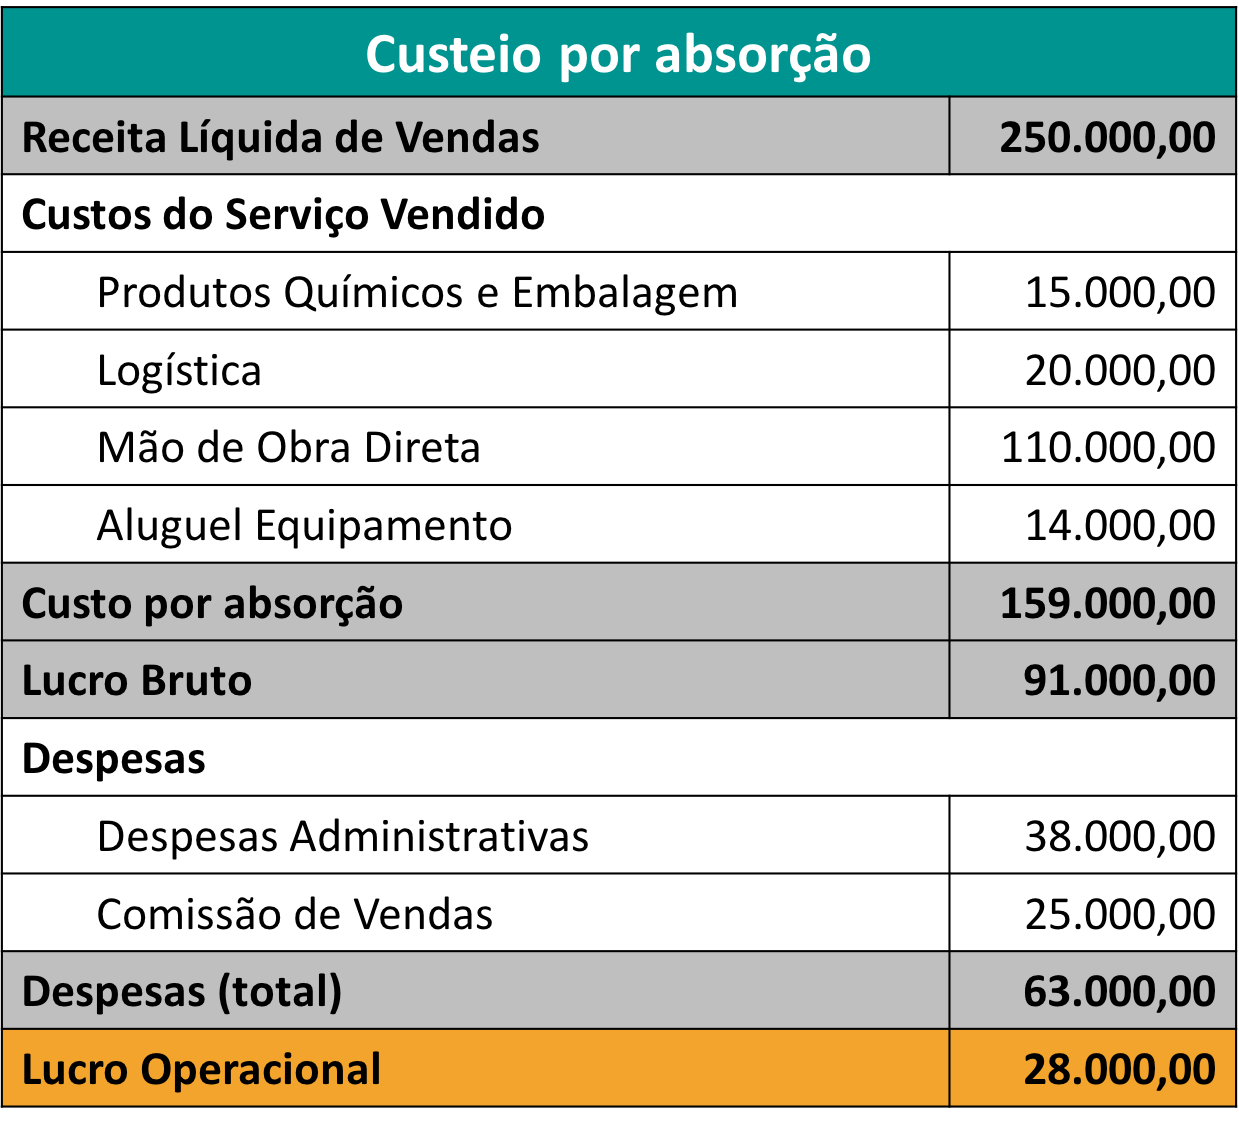 Custeio por absorção
Receita Líquida de Vendas 250.000,00
Custos do Serviço Vendido
Produtos Químicos e Embalagem 15.000,00
Logística 20.000,00
Mão de Obra Direta 110.000,00
Aluguel Equipamento 14.000,00
Custo por absorção 159.000,00
Lucro Bruto 91.000,00
Despesas
Despesas Administrativas 38.000,00
Comissão de Vendas 25.000,00
Despesas (total) 63.000,00
Lucro Operacional 28.000,00